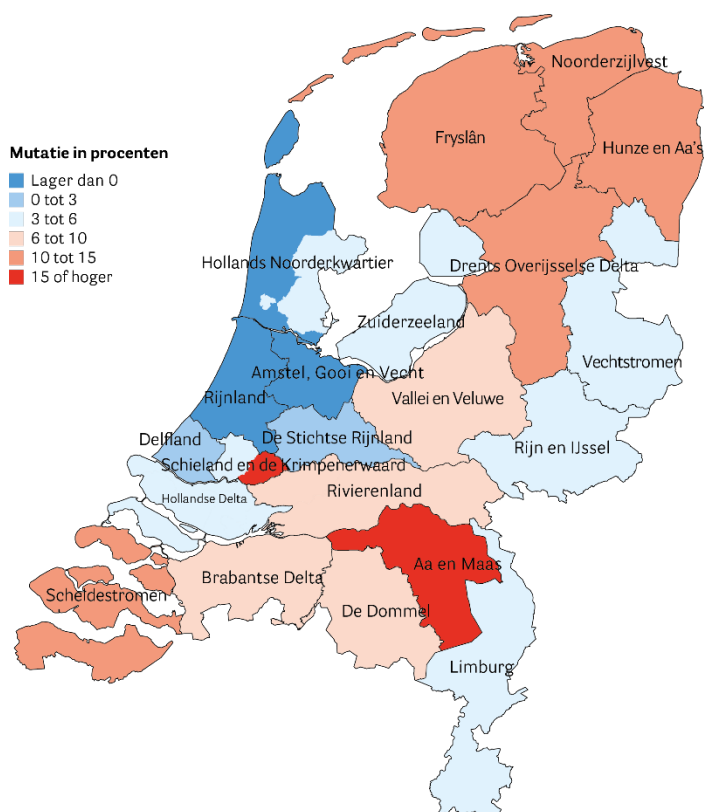 Mutatie in procenten
Lager dan 0
0 tot 3
3 tot 6
6 tot 10
10 tot 15
15 of hoger
Noorderzijlvest
Fryslân
Hunze en Aa's
Hollands Noorderkwartier
Drents Overijsselse Delta
Zuiderzeeland
Vechtstromen
Amstel, Gooi en Vecht
Rijnland
Vallei en Veluwe
Delfland
De Stichtse Rijnland
Rijn en IJssel
Schieland en de Krimpenerwaard
Rivierenland
Hollandse Delta
Aa en Maas
Brabantse Delta
Scheldestromen
De Dommel
Limburg